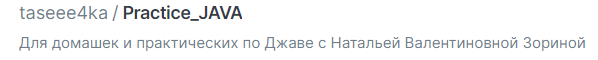 taseee4ka / Practice_JAVA
Для домашек и практических по Джаве с Натальей Валентиновной Зориной